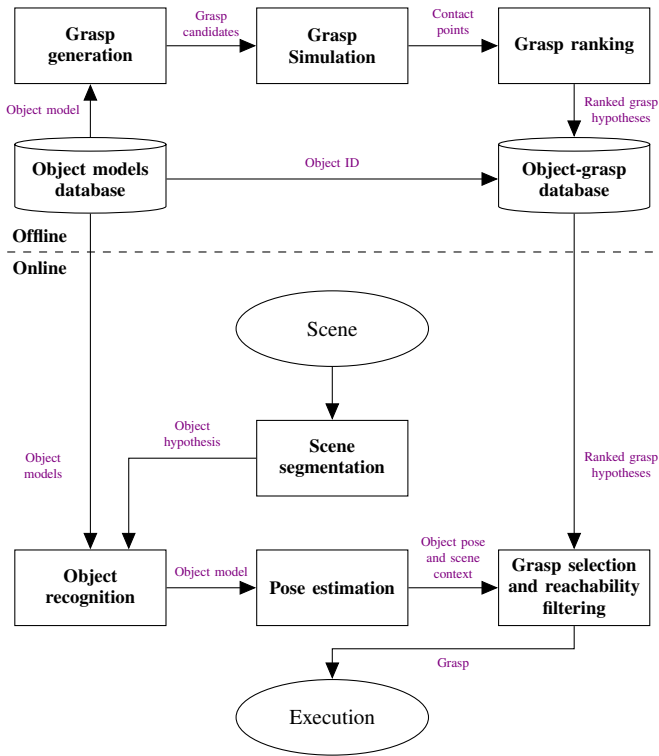 Grasp
generation
Grasp
candidates
Grasp
Simulation
Contact
points
Grasp ranking
Object model
Ranked grasp
hypotheses
Object models
database
Object ID
Object-grasp
database
Offline
Online
Scene
Object
hypothesis
Scene
segmentation
Object
models
Ranked grasp
hypotheses
Object
recognition
Object model
Pose estimation
Object pose
and scene
context
Grasp selection
and reachability
filtering
Grasp
Execution